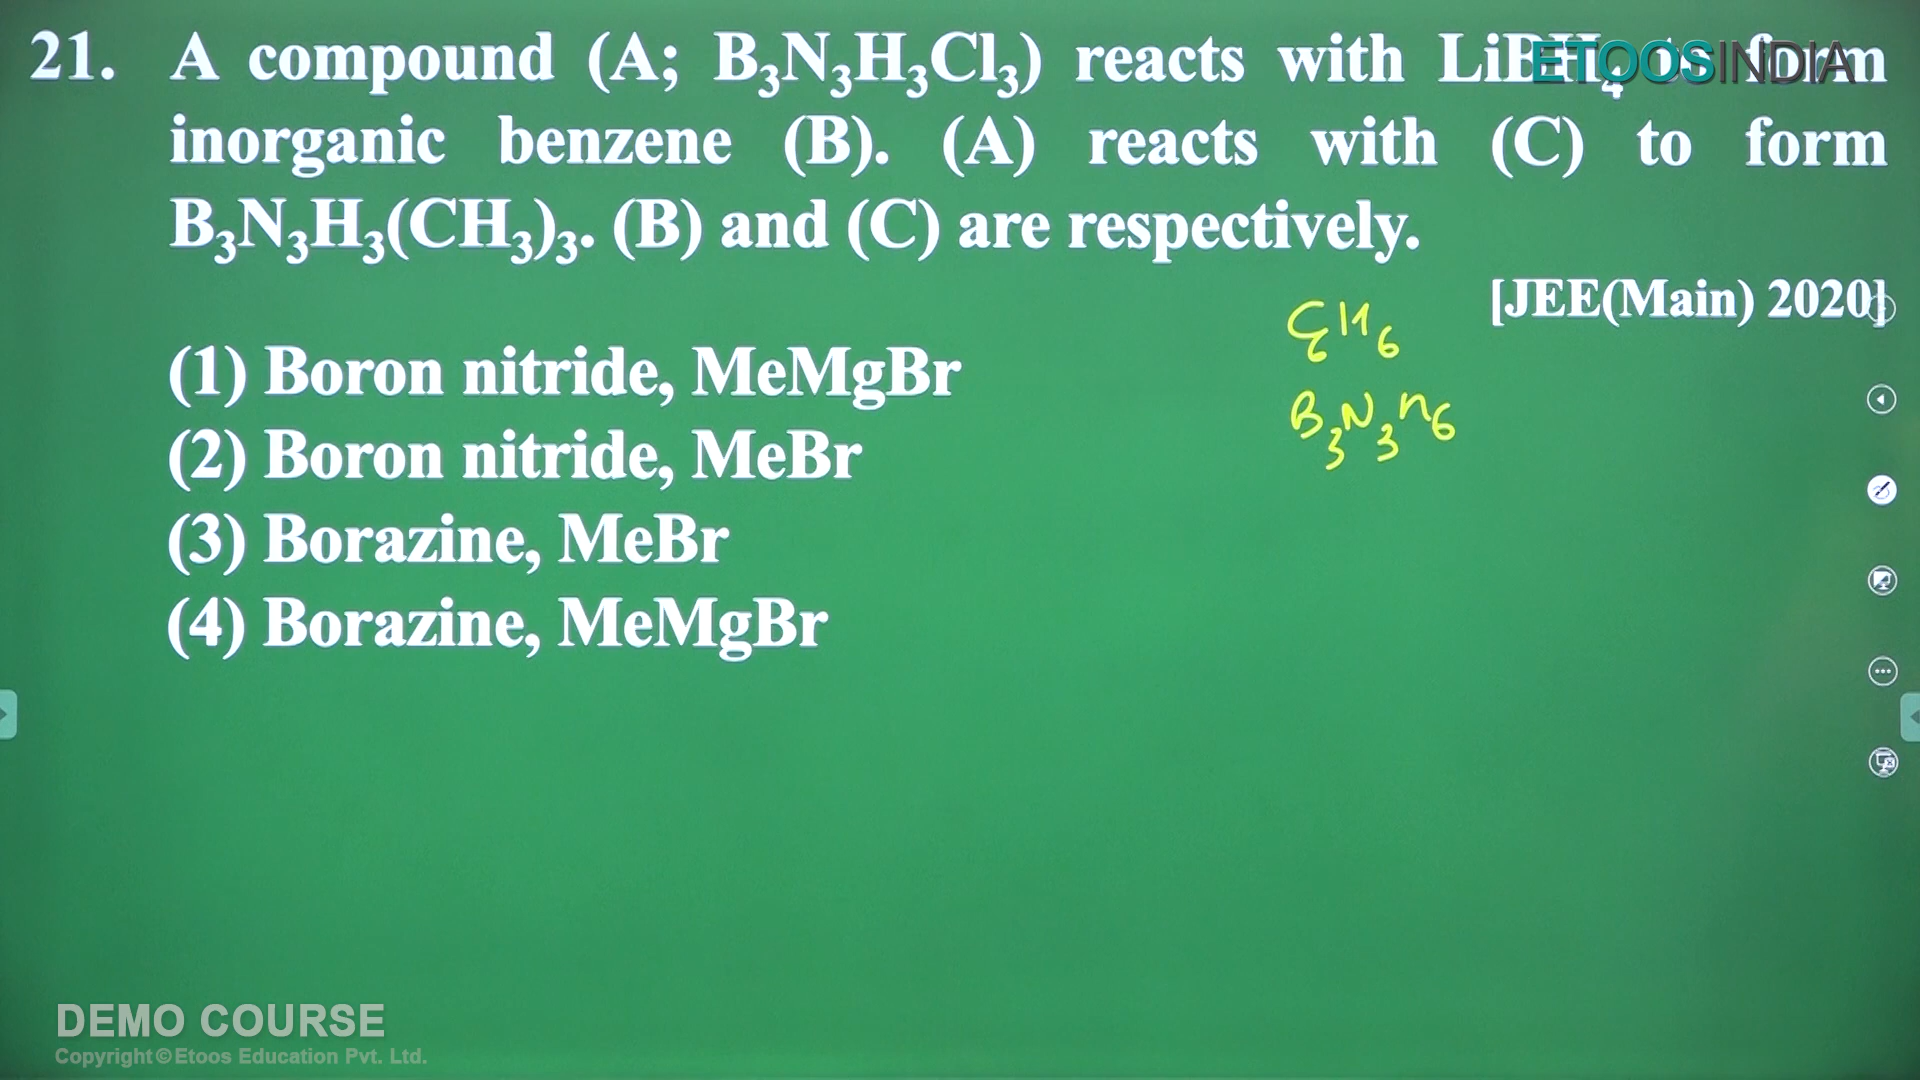 21. A compound (A; B₃N₃H₃Cl₃) reacts with LiBH₄ to form
inorganic benzene (B). (A) reacts with (C) to form
B₃N₃H₃(CH₃)₃. (B) and (C) are respectively.
[JEE(Main) 2020]
(1) Boron nitride, MeMgBr
(2) Boron nitride, MeBr
(3) Borazine, MeBr
(4) Borazine, MeMgBr
C₆H₆
B₃N₃H₆
ETOOSINDIA
DEMO COURSE
Copyright © Etoos Education Pvt. Ltd.